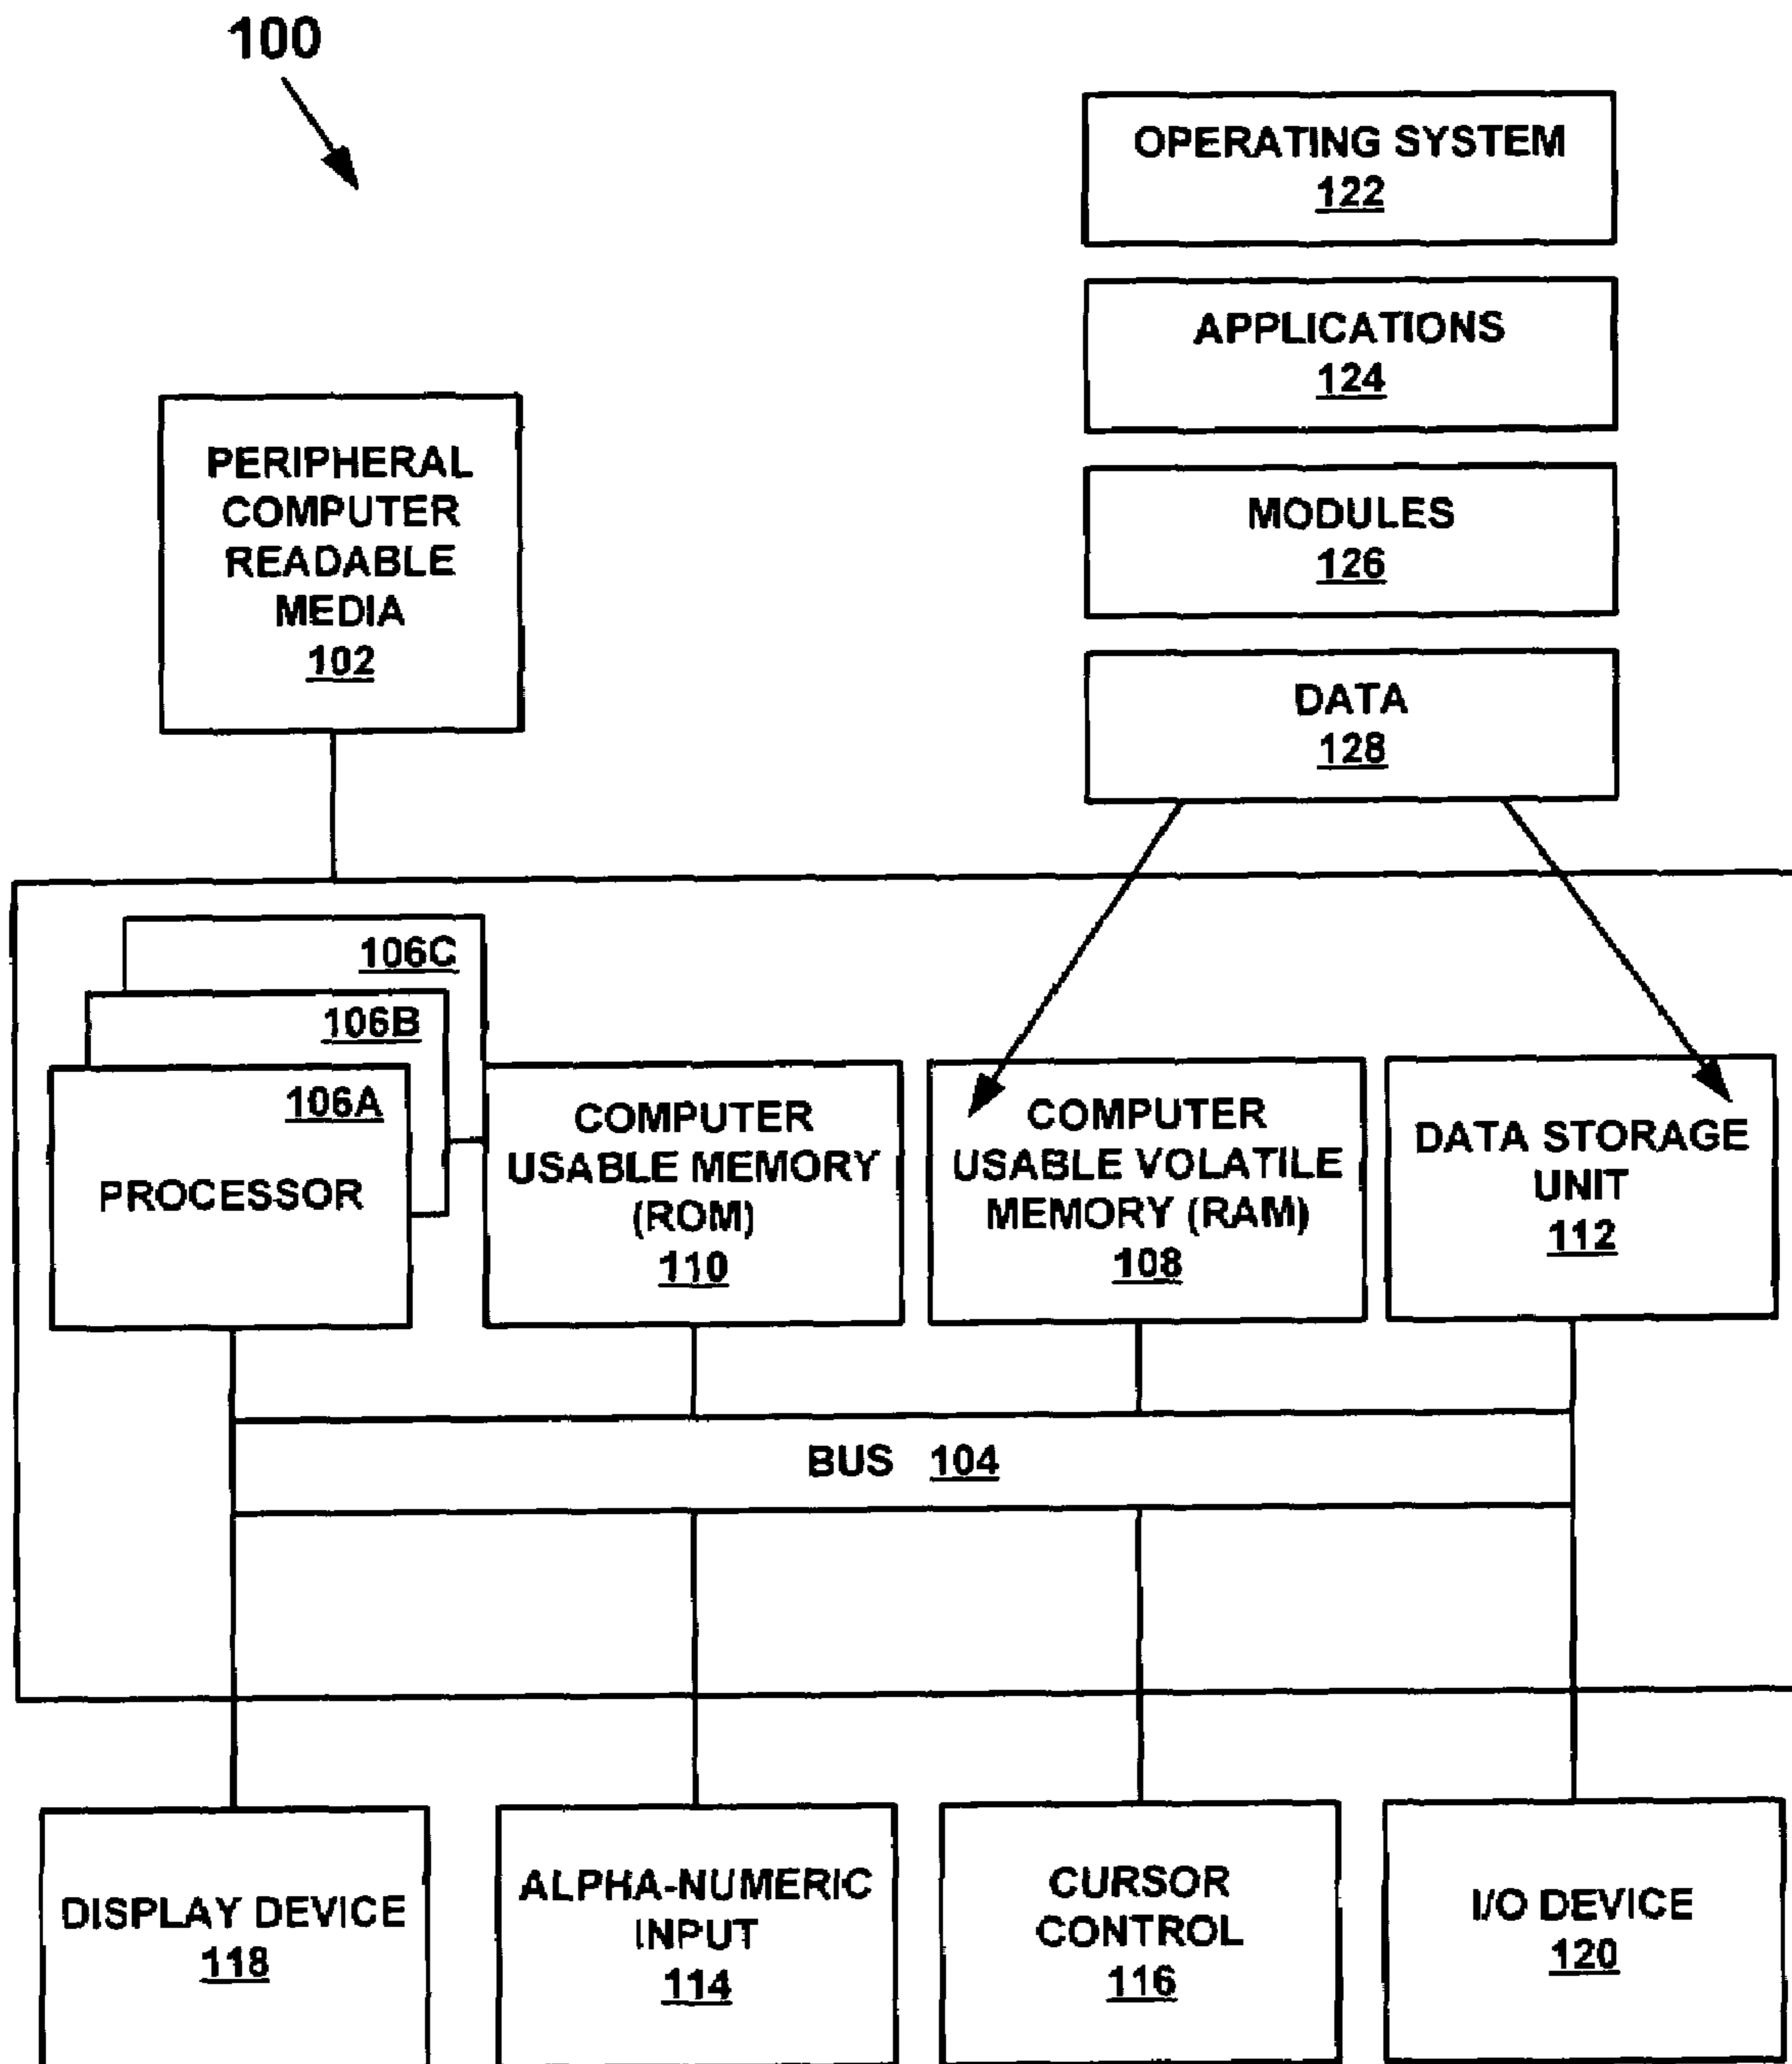 100
OPERATING SYSTEM
122
APPLICATIONS
124
MODULES
126
DATA
128
PERIPHERAL
COMPUTER
READABLE
MEDIA
102
106C
106B
106A
PROCESSOR
COMPUTER
USABLE MEMORY
(ROM)
110
COMPUTER
USABLE VOLATILE
MEMORY (RAM)
108
DATA STORAGE
UNIT
112
BUS 104
DISPLAY DEVICE
118
ALPHA-NUMERIC
INPUT
114
CURSOR
CONTROL
116
I/O DEVICE
120